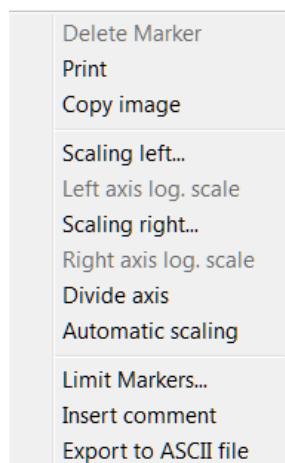 Delete Marker
Print
Copy image
Scaling left...
Left axis log. scale
Scaling right...
Right axis log. scale
Divide axis
Automatic scaling
Limit Markers...
Insert comment
Export to ASCII file